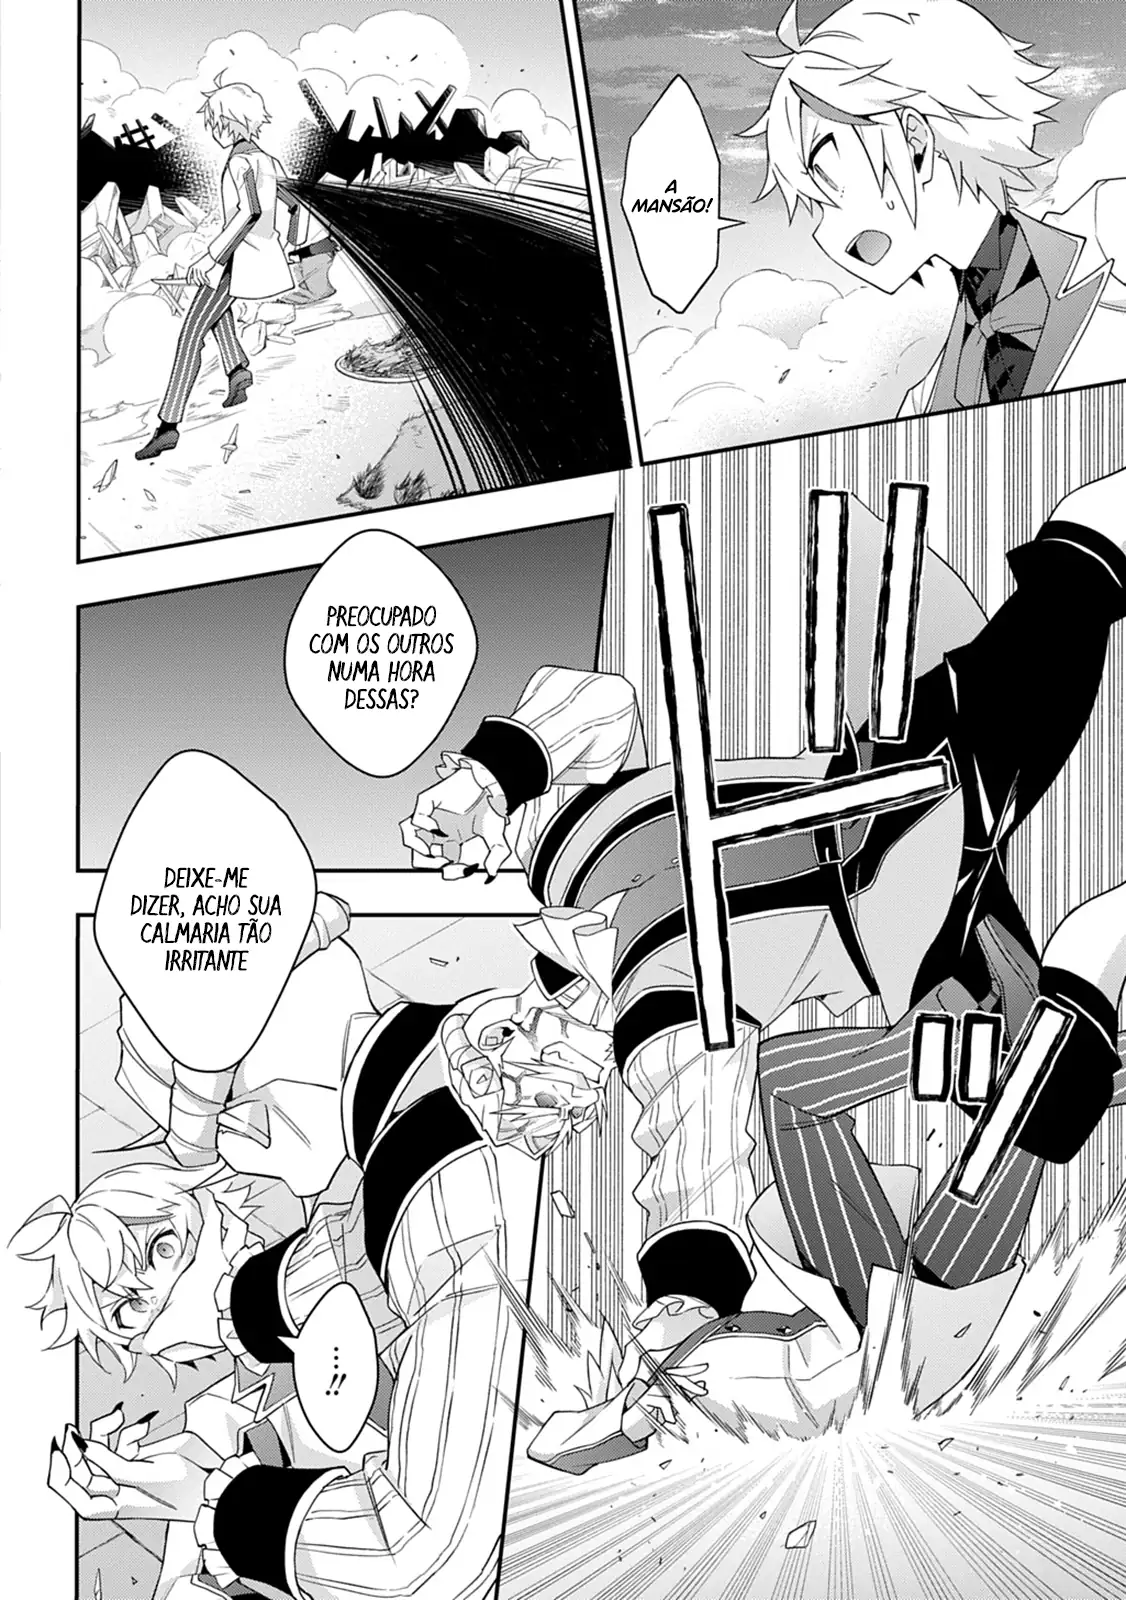 A
MANSÃO!
PREOCUPADO
COM OS OUTROS
NUMA HORA
DESSAS?
DEIXE-ME
DIZER, ACHO SUA
CALMARIA TÃO
IRRITANTE
...!!